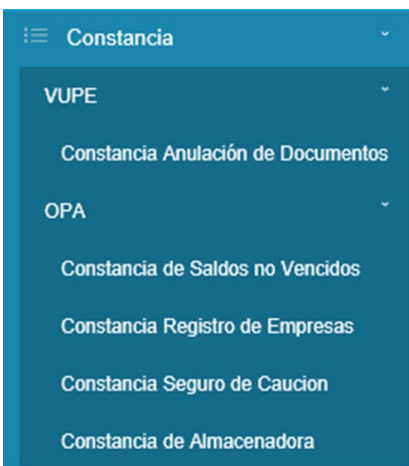 Constancia
VUPE
Constancia Anulación de Documentos
OPA
Constancia de Saldos no Vencidos
Constancia Registro de Empresas
Constancia Seguro de Caucion
Constancia de Almacenadora